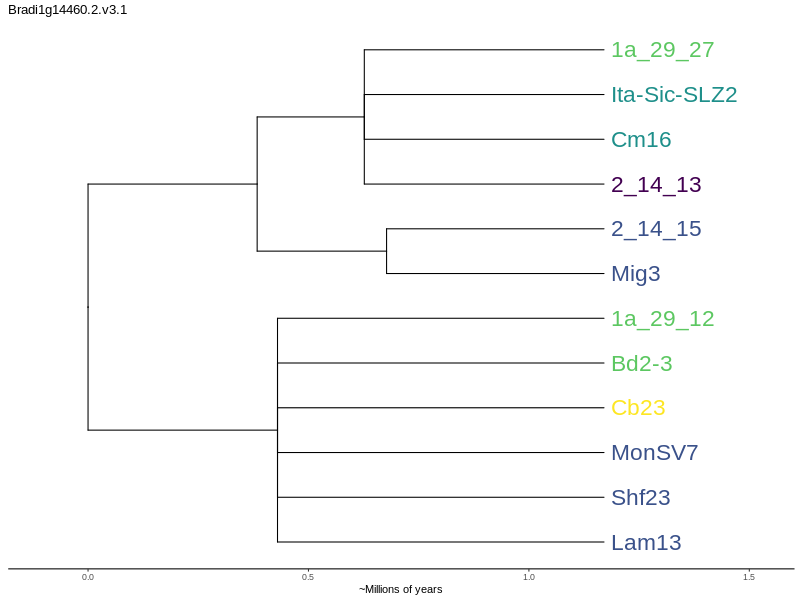 Bradi1g14460.2.v3.1
1a_29_27
Ita-Sic-SLZ2
Cm16
2_14_13
2_14_15
Mig3
1a_29_12
Bd2-3
Cb23
MonSV7
Shf23
Lam13
0.0 0.5 1.0 1.5
~Millions of years